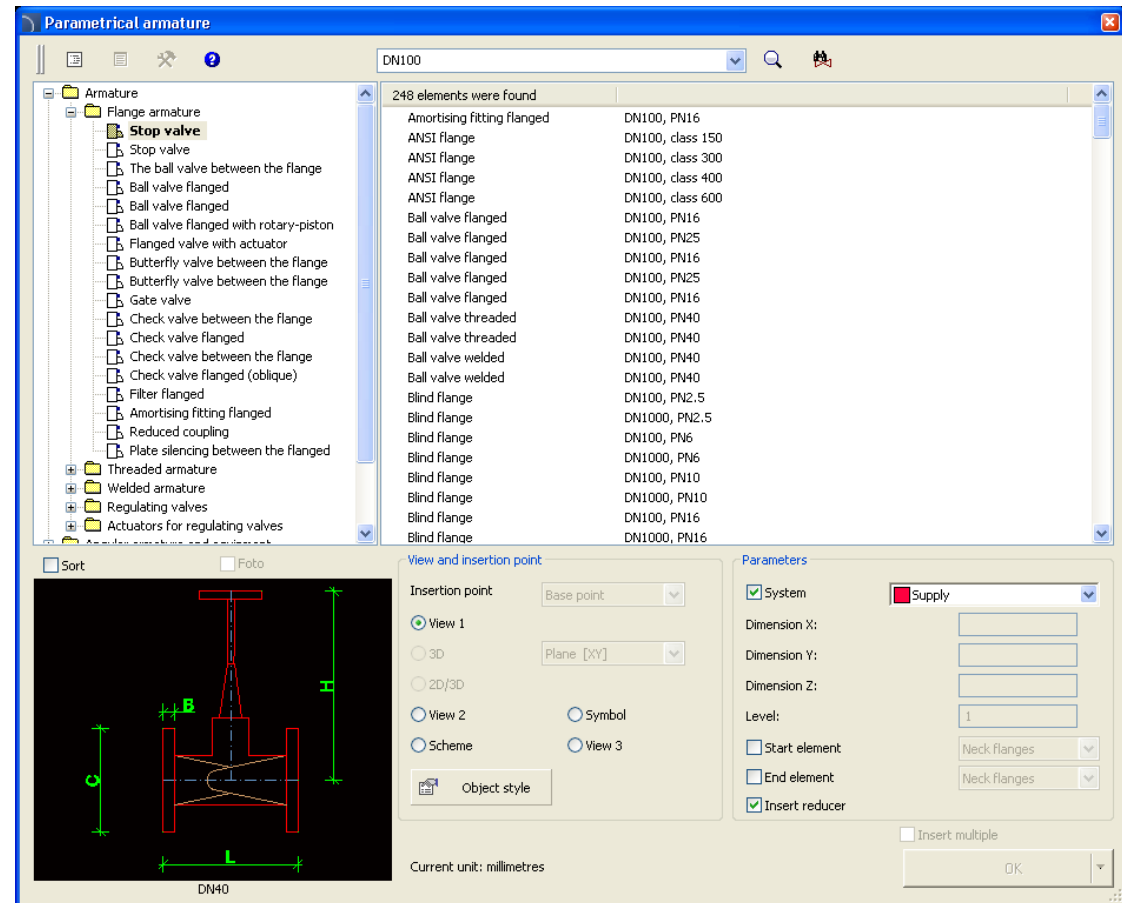 Parametrical armature
DN100
Armature
Flange armature
Stop valve
Stop valve
The ball valve between the flange
Ball valve flanged
Ball valve flanged
Ball valve flanged with rotary-piston
Flanged valve with actuator
Butterfly valve between the flange
Butterfly valve between the flange
Gate valve
Check valve between the flange
Check valve flanged
Check valve between the flange
Check valve flanged (oblique)
Filter flanged
Amortising fitting flanged
Reduced coupling
Plate silencing between the flanged
Threaded armature
Welded armature
Regulating valves
Actuators for regulating valves
248 elements were found
Amortising fitting flanged DN100, PN16
ANSI flange DN100, class 150
ANSI flange DN100, class 300
ANSI flange DN100, class 400
ANSI flange DN100, class 600
Ball valve flanged DN100, PN16
Ball valve flanged DN100, PN25
Ball valve flanged DN100, PN16
Ball valve flanged DN100, PN25
Ball valve flanged DN100, PN16
Ball valve threaded DN100, PN40
Ball valve threaded DN100, PN40
Ball valve welded DN100, PN40
Ball valve welded DN100, PN40
Blind flange DN100, PN2.5
Blind flange DN1000, PN2.5
Blind flange DN100, PN6
Blind flange DN1000, PN6
Blind flange DN100, PN10
Blind flange DN1000, PN10
Blind flange DN100, PN16
Blind flange DN1000, PN16
Sort Foto
B
H
C
L
DN40
View and insertion point
Insertion point Base point
View 1
3D Plane [XY]
2D/3D
View 2 Symbol
Scheme View 3
Object style
Current unit: millimetres
Parameters
System Supply
Dimension X:
Dimension Y:
Dimension Z:
Level: 1
Start element Neck flanges
End element Neck flanges
Insert reducer
Insert multiple
OK